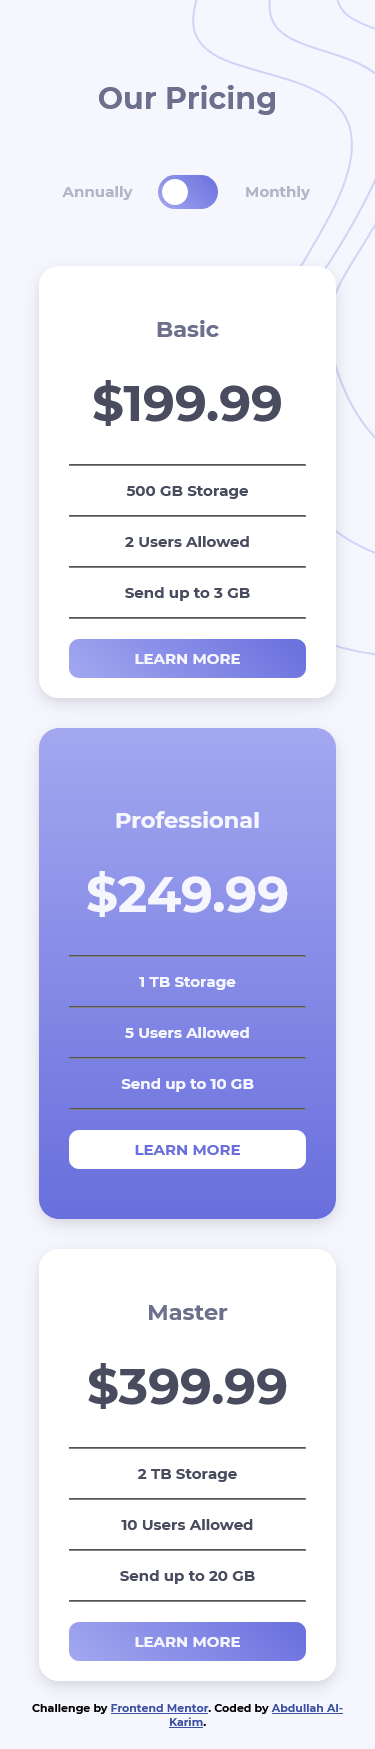 Our Pricing
Annually Monthly
Basic
$199.99
500 GB Storage
2 Users Allowed
Send up to 3 GB
LEARN MORE
Professional
$249.99
1 TB Storage
5 Users Allowed
Send up to 10 GB
LEARN MORE
Master
$399.99
2 TB Storage
10 Users Allowed
Send up to 20 GB
LEARN MORE
Challenge by Frontend Mentor. Coded by Abdullah Al-
Karim.